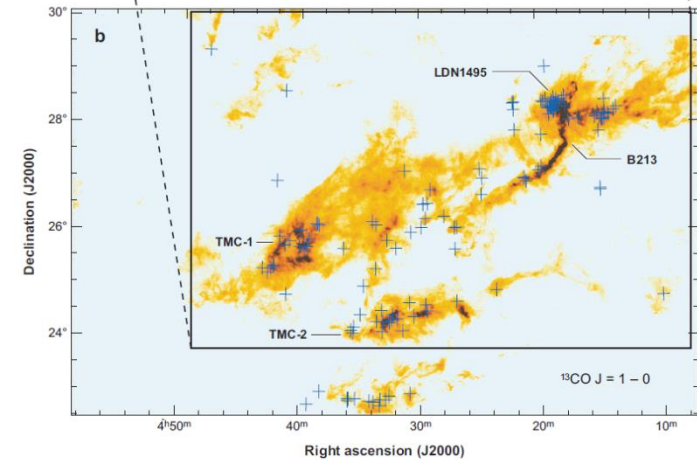 30°
b
LDN1495
28°
B213
Declination (J2000)
26°
TMC-1
24°
TMC-2
¹³CO J = 1 – 0
4ʰ50ᵐ 40ᵐ 30ᵐ 20ᵐ 10ᵐ
Right ascension (J2000)